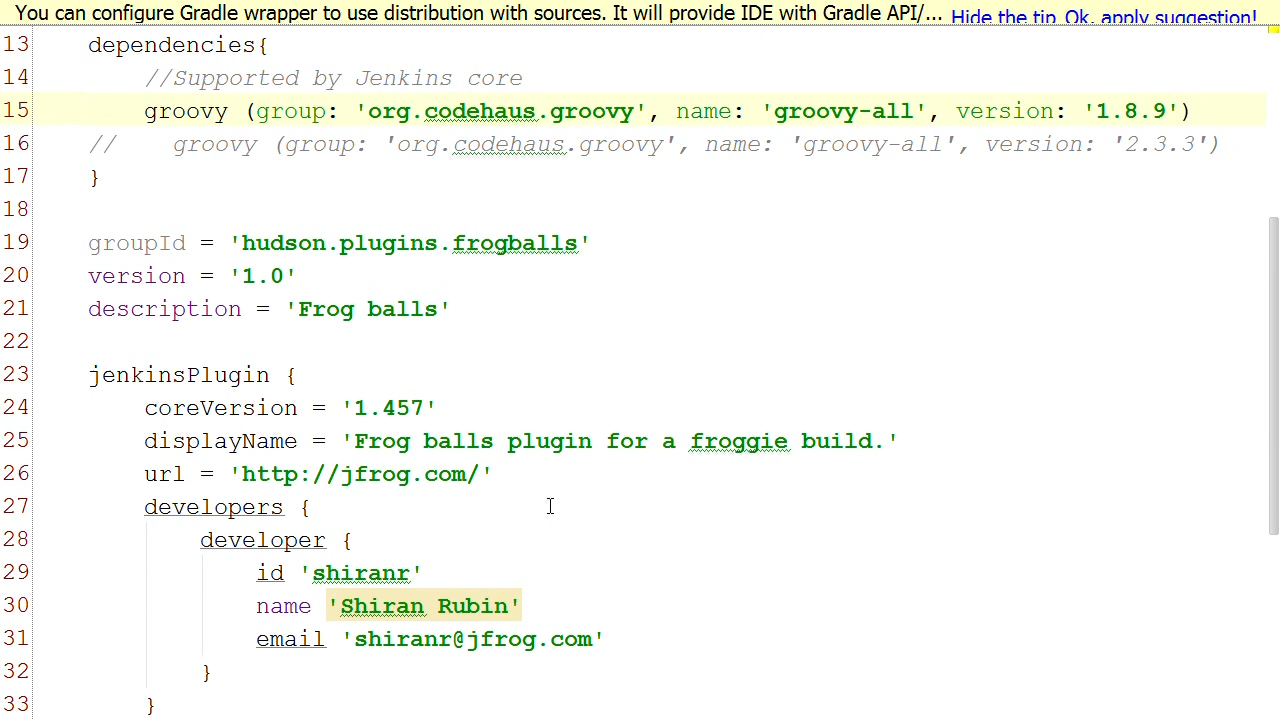 You can configure Gradle wrapper to use distribution with sources. It will provide IDE with Gradle API/... Hide the tip Ok, apply suggestion!
13 dependencies{
14 //Supported by Jenkins core
15 groovy (group: 'org.codehaus.groovy', name: 'groovy-all', version: '1.8.9')
16 // groovy (group: 'org.codehaus.groovy', name: 'groovy-all', version: '2.3.3')
17 }
18
19 groupId = 'hudson.plugins.frogballs'
20 version = '1.0'
21 description = 'Frog balls'
22
23 jenkinsPlugin {
24 coreVersion = '1.457'
25 displayName = 'Frog balls plugin for a froggie build.'
26 url = 'http://jfrog.com/'
27 developers {
28 developer {
29 id 'shiranr'
30 name 'Shiran Rubin'
31 email 'shiranr@jfrog.com'
32 }
33 }